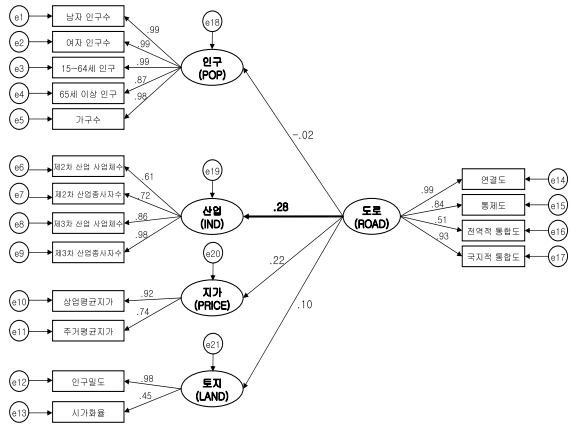 e1
남자 인구수
e2
여자 인구수
e3
15-64세 인구
e4
65세 이상 인구
e5
가구수
.99
.99
.99
.87
.98
e18
인구
(POP)
-.02
e6
제2차 산업 사업체수
e7
제2차 산업종사자수
e8
제3차 산업 사업체수
e9
제3차 산업종사자수
.61
.72
.86
.98
e19
산업
(IND)
.28
도로
(ROAD)
.99
.84
.51
.93
연결도
e14
통제도
e15
전역적 통합도
e16
국지적 통합도
e17
e10
상업평균지가
e11
주거평균지가
.92
.74
e20
지가
(PRICE)
.22
e12
인구밀도
e13
시가화율
.98
.45
e21
토지
(LAND)
.10